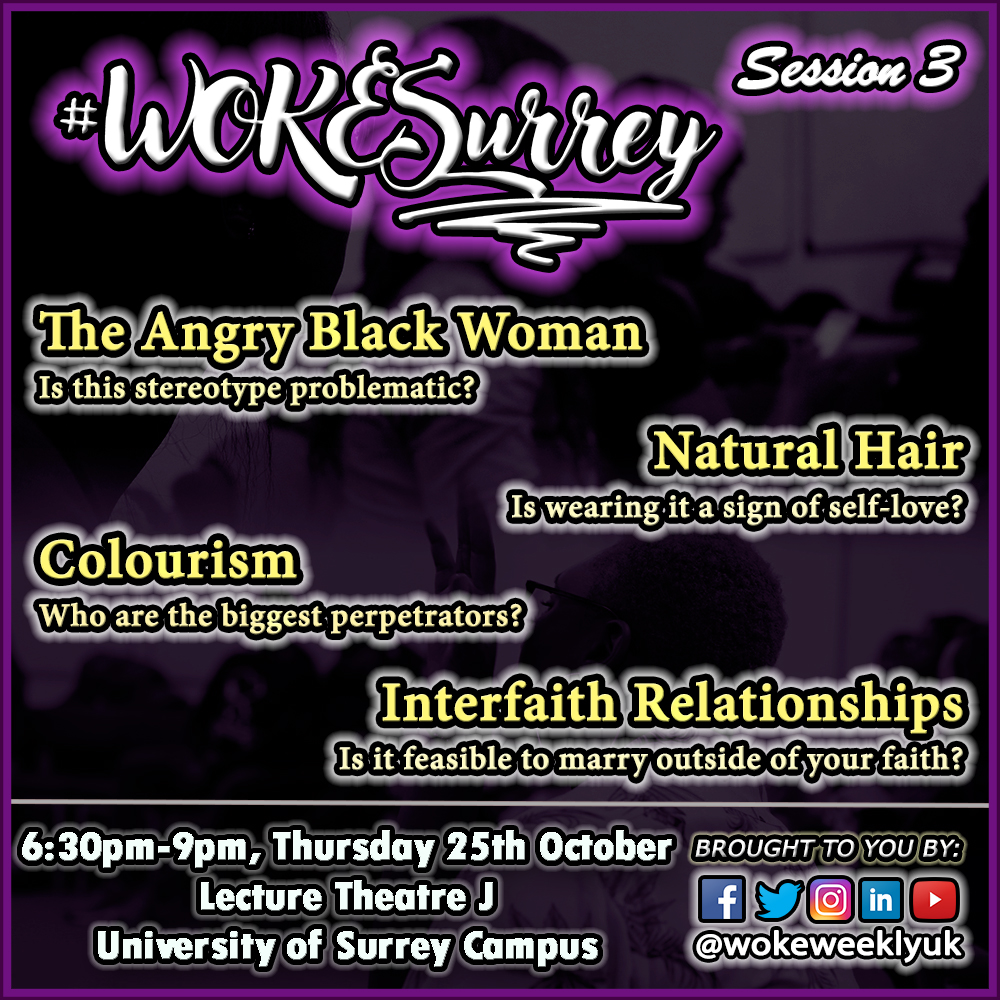 #WOKESurrey
Session 3
The Angry Black Woman
Is this stereotype problematic?
Natural Hair
Is wearing it a sign of self-love?
Colourism
Who are the biggest perpetrators?
Interfaith Relationships
Is it feasible to marry outside of your faith?
6:30pm-9pm, Thursday 25th October
Lecture Theatre J
University of Surrey Campus
BROUGHT TO YOU BY:
@wokeweeklyuk